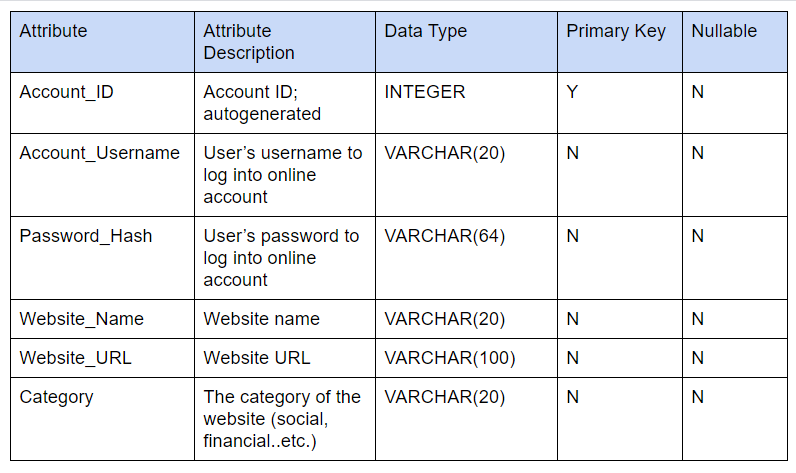 Attribute Attribute Description Data Type Primary Key Nullable
Account_ID Account ID; autogenerated INTEGER Y N
Account_Username User’s username to log into online account VARCHAR(20) N N
Password_Hash User’s password to log into online account VARCHAR(64) N N
Website_Name Website name VARCHAR(20) N N
Website_URL Website URL VARCHAR(100) N N
Category The category of the website (social, financial..etc.) VARCHAR(20) N N